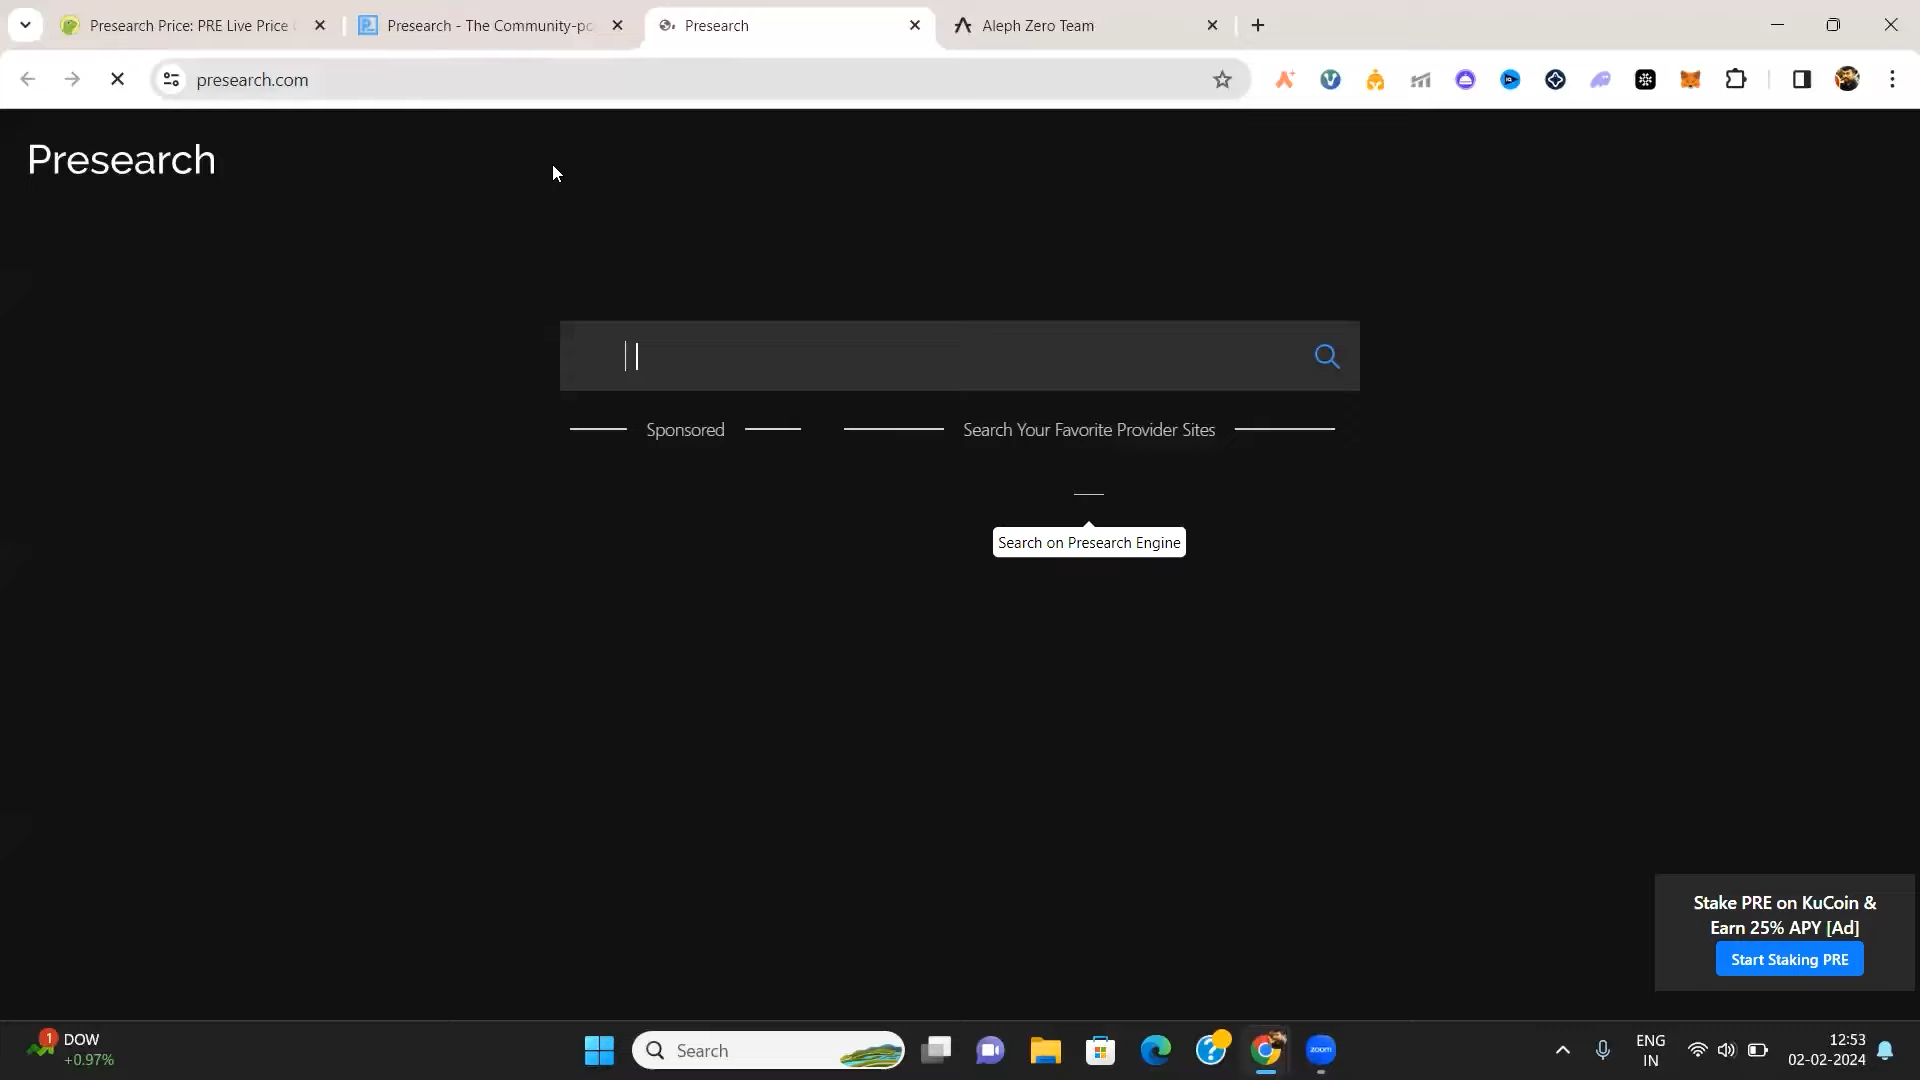 Presearch Price: PRE Live Price
Presearch - The Community-po
Presearch
Aleph Zero Team
presearch.com
Presearch
Sponsored
Search Your Favorite Provider Sites
Search on Presearch Engine
Stake PRE on KuCoin &
Earn 25% APY [Ad]
Start Staking PRE
1
DOW
+0.97%
Search
zoom
ENG
IN
12:53
02-02-2024